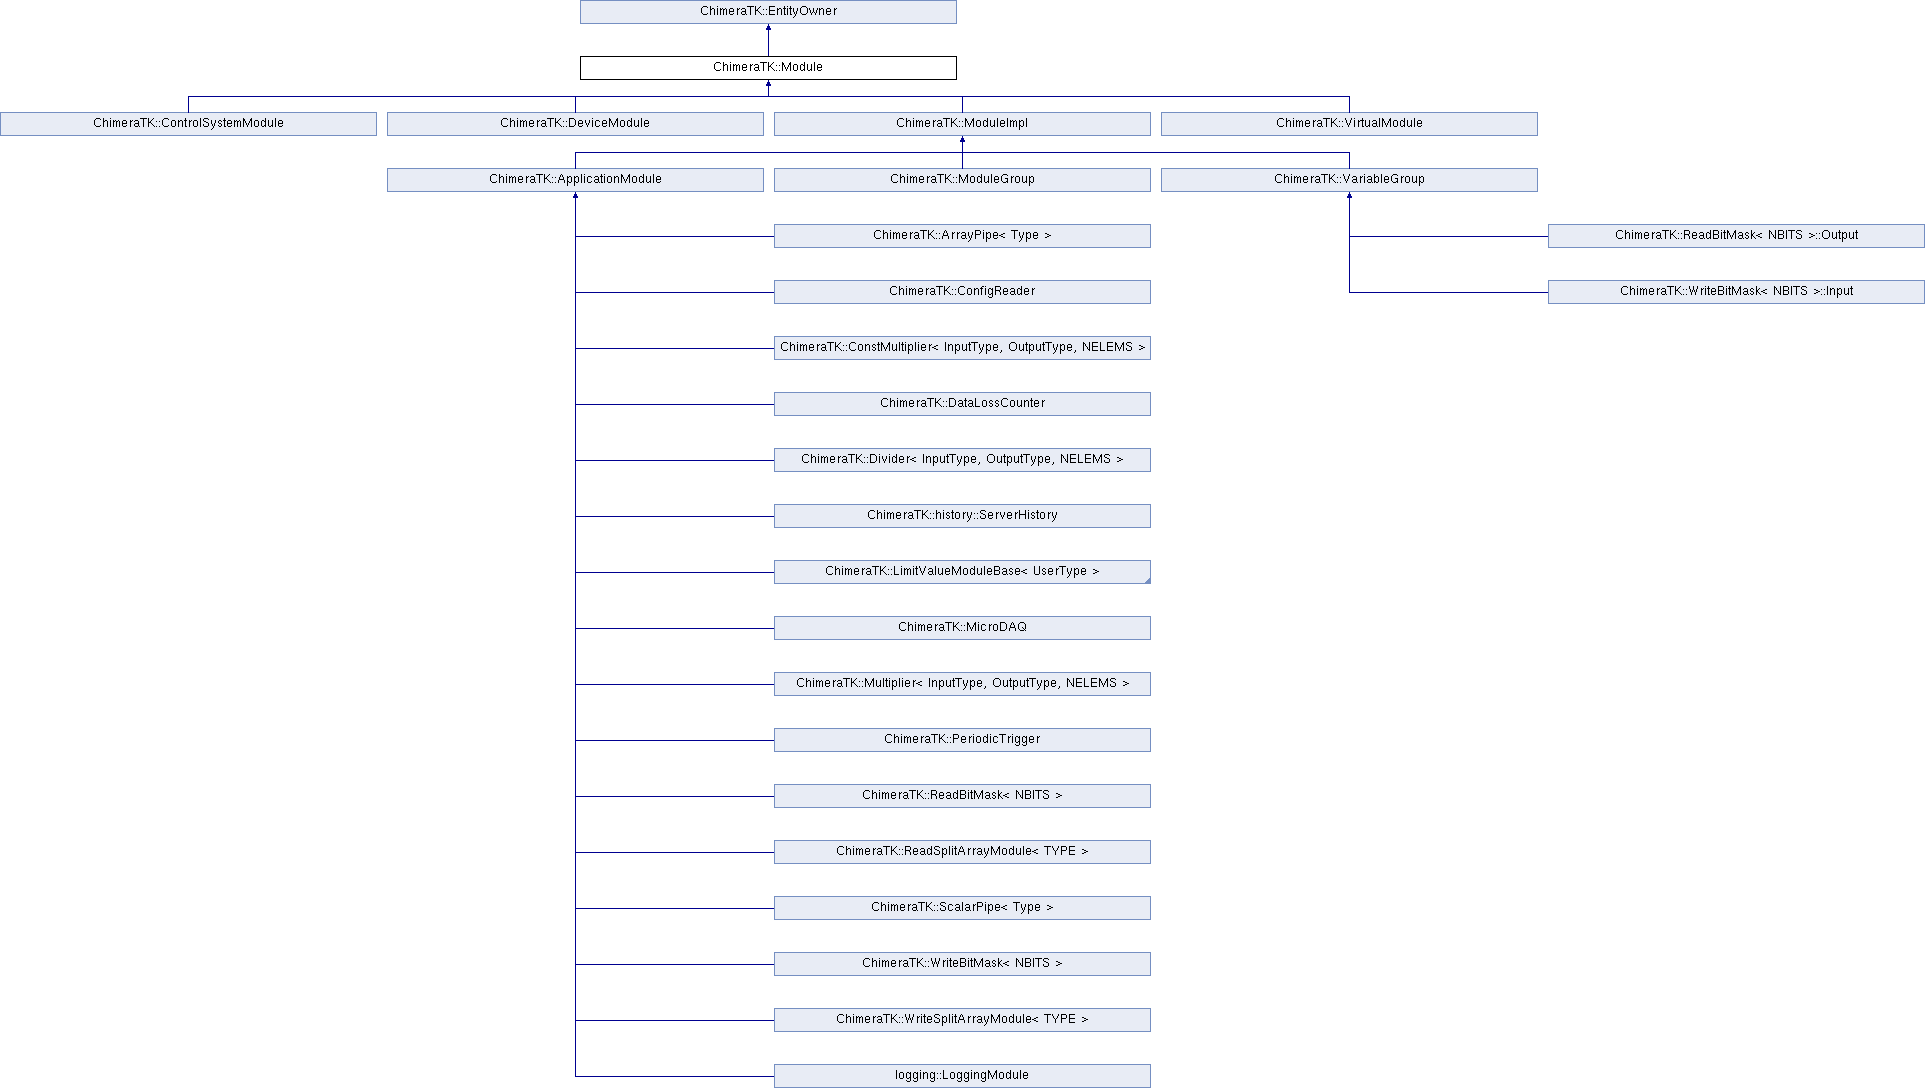 ChimeraTK::EntityOwner
ChimeraTK::Module
ChimeraTK::ControlSystemModule
ChimeraTK::DeviceModule
ChimeraTK::ModuleImpl
ChimeraTK::VirtualModule
ChimeraTK::ApplicationModule
ChimeraTK::ModuleGroup
ChimeraTK::VariableGroup
ChimeraTK::ArrayPipe< Type >
ChimeraTK::ReadBitMask< NBITS >::Output
ChimeraTK::ConfigReader
ChimeraTK::WriteBitMask< NBITS >::Input
ChimeraTK::ConstMultiplier< InputType, OutputType, NELEMS >
ChimeraTK::DataLossCounter
ChimeraTK::Divider< InputType, OutputType, NELEMS >
ChimeraTK::history::ServerHistory
ChimeraTK::LimitValueModuleBase< UserType >
ChimeraTK::MicroDAQ
ChimeraTK::Multiplier< InputType, OutputType, NELEMS >
ChimeraTK::PeriodicTrigger
ChimeraTK::ReadBitMask< NBITS >
ChimeraTK::ReadSplitArrayModule< TYPE >
ChimeraTK::ScalarPipe< Type >
ChimeraTK::WriteBitMask< NBITS >
ChimeraTK::WriteSplitArrayModule< TYPE >
logging::LoggingModule